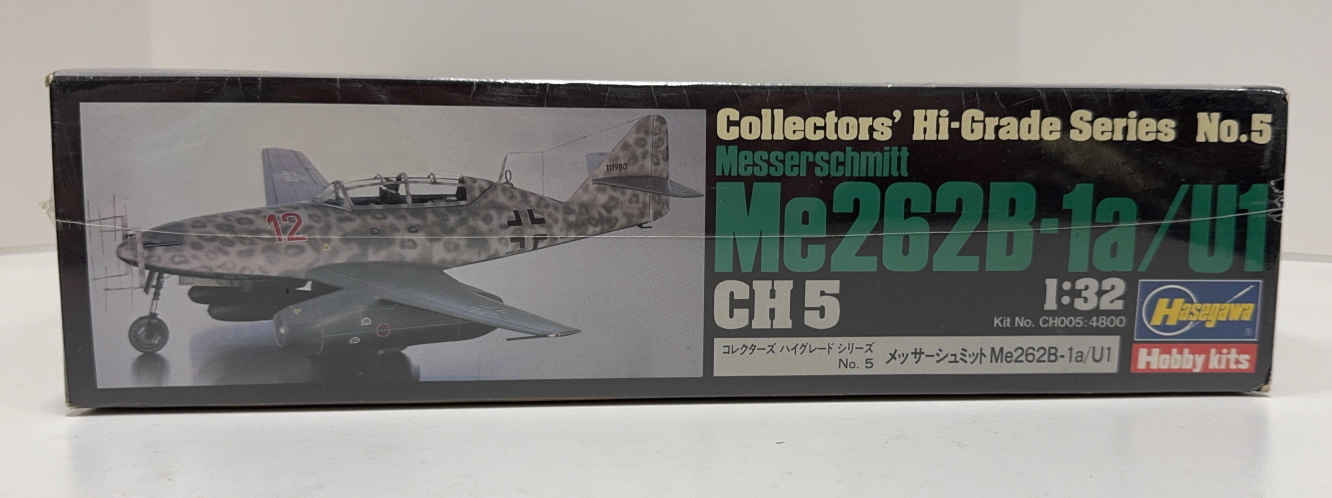 Collectors' Hi-Grade Series No.5
Messerschmitt
Me262B-1a/U1
CH 5
1:32
Kit No. CH005:4800
コレクターズ ハイグレード シリーズ
No. 5
メッサーシュミット Me262B-1a/U1
Hasegawa
Hobby kits
12
111980